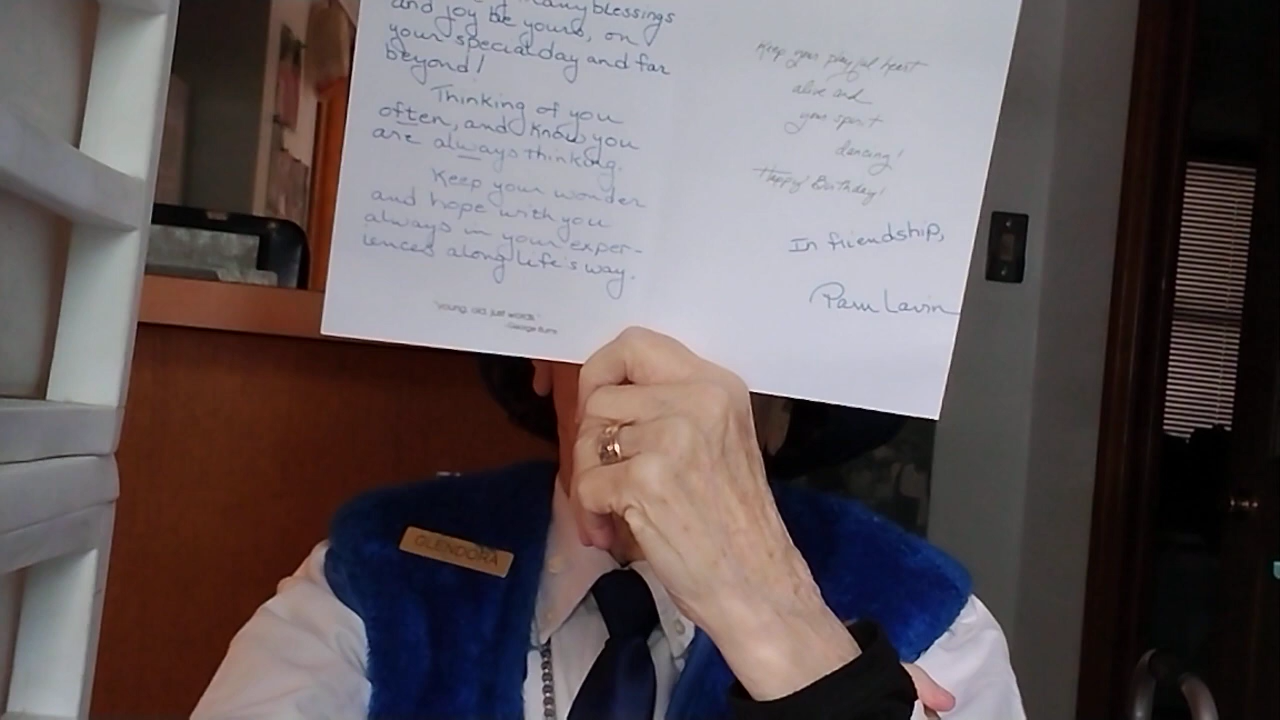 many blessings
and joy be yours, on
your special day and far
beyond!
Thinking of you
often, and know you
are always thinking.
Keep your wonder
and hope with you
always in your exper-
iences along life's way.
"young, old, just words"
-George Burns
Keep your playful heart
alive and
your spirit
dancing!
Happy Birthday!
In friendship,
Pam Lavin
GLENDORA